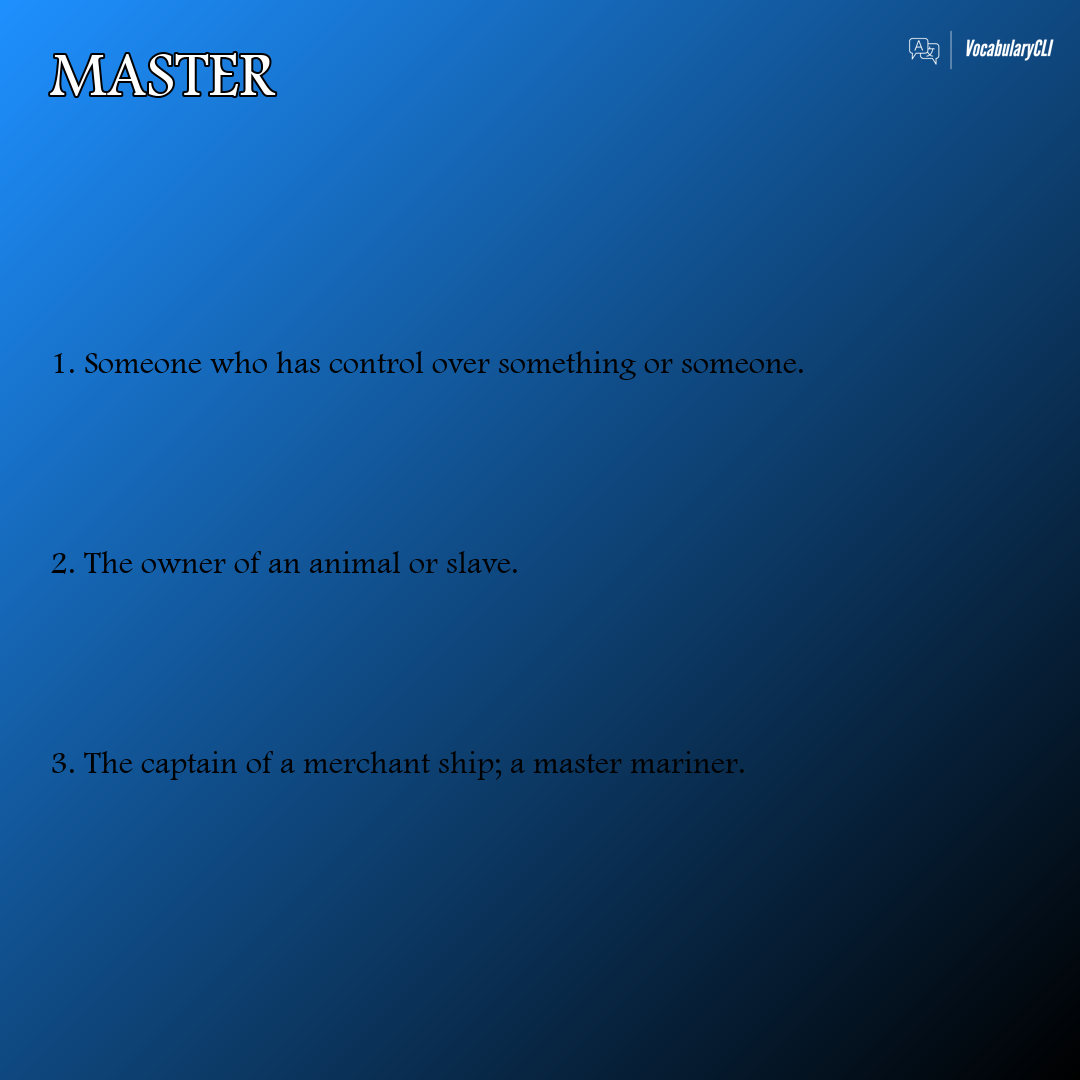 MASTER
VocabularyCLI
1. Someone who has control over something or someone.
2. The owner of an animal or slave.
3. The captain of a merchant ship; a master mariner.